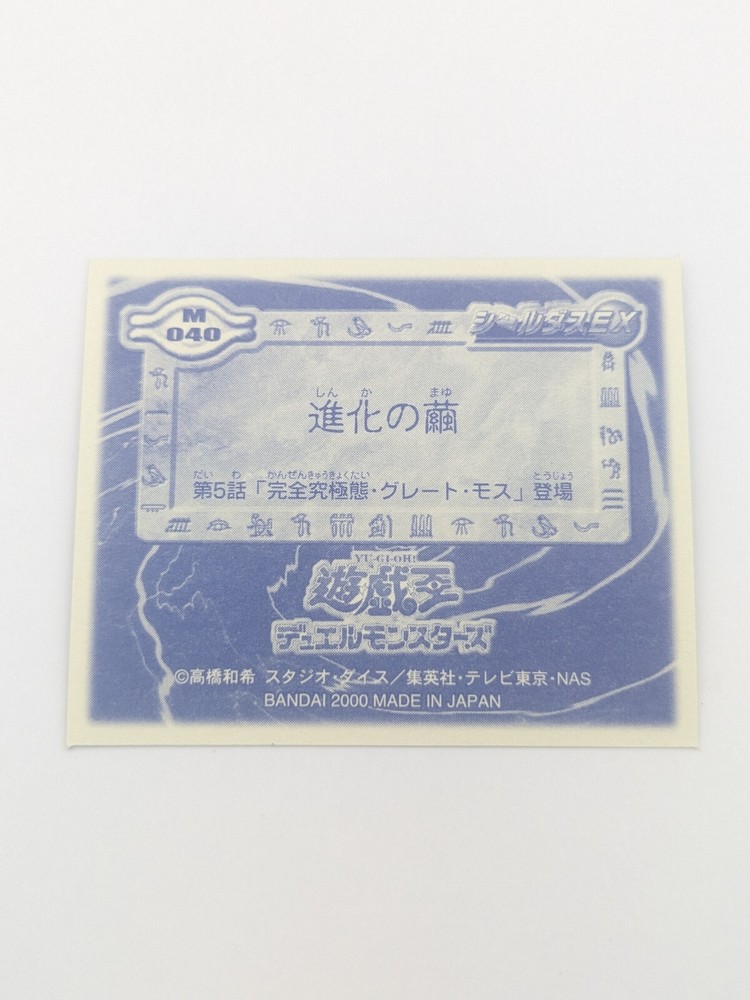 M
040
シールダスEX
しんか まゆ
進化の繭
だいわ かんぜんきゅうきょくたい とうじょう
第5話「完全究極態・グレート・モス」登場
YU-GI-OH!
遊戯王
デュエルモンスターズ
©高橋和希 スタジオ・ダイス/集英社・テレビ東京・NAS
BANDAI 2000 MADE IN JAPAN